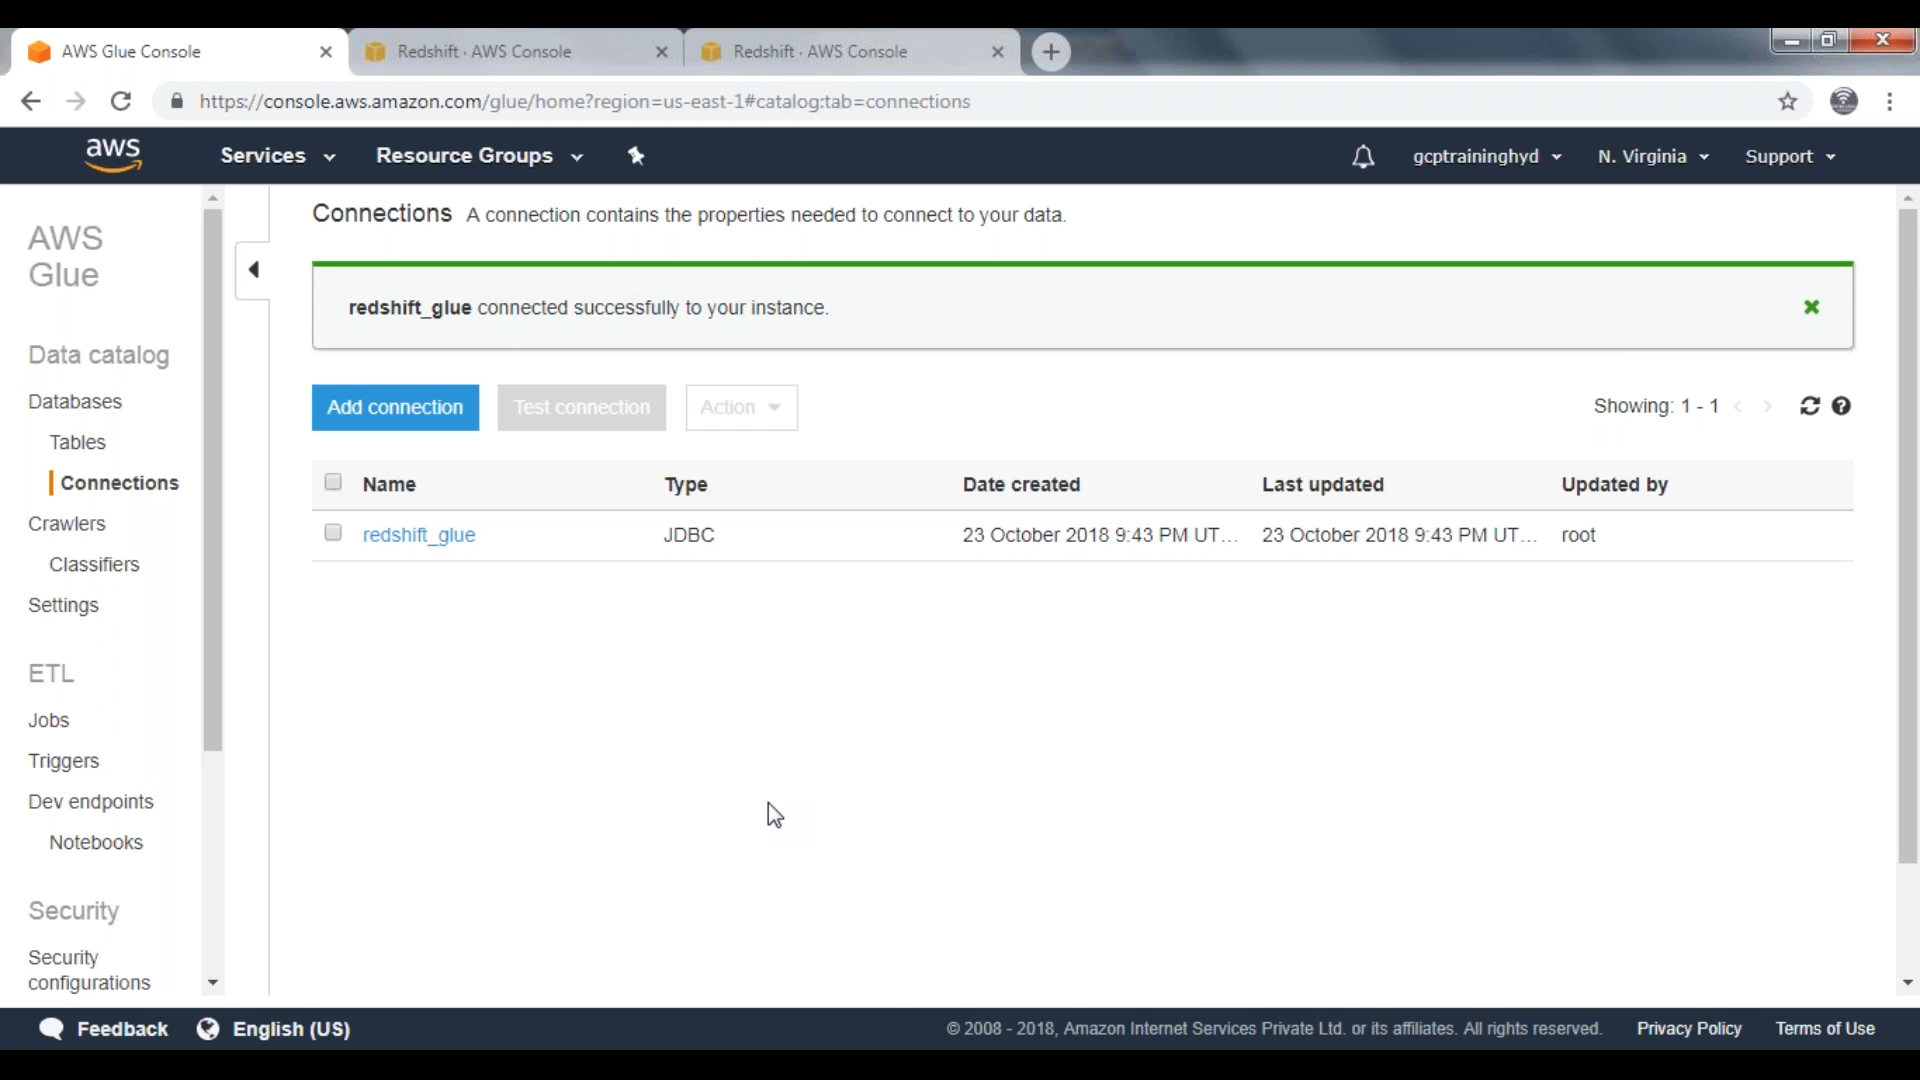 AWS Glue Console
Redshift · AWS Console
Redshift · AWS Console
https://console.aws.amazon.com/glue/home?region=us-east-1#catalog:tab=connections
aws
Services
Resource Groups
gcptraininghyd
N. Virginia
Support
AWS
Glue
Data catalog
Databases
Tables
Connections
Crawlers
Classifiers
Settings
ETL
Jobs
Triggers
Dev endpoints
Notebooks
Security
Security
configurations
Connections A connection contains the properties needed to connect to your data.
redshift_glue connected successfully to your instance.
Add connection
Test connection
Action
Showing: 1 - 1
Name Type Date created Last updated Updated by
redshift_glue JDBC 23 October 2018 9:43 PM UT... 23 October 2018 9:43 PM UT... root
Feedback
English (US)
© 2008 - 2018, Amazon Internet Services Private Ltd. or its affiliates. All rights reserved.
Privacy Policy
Terms of Use